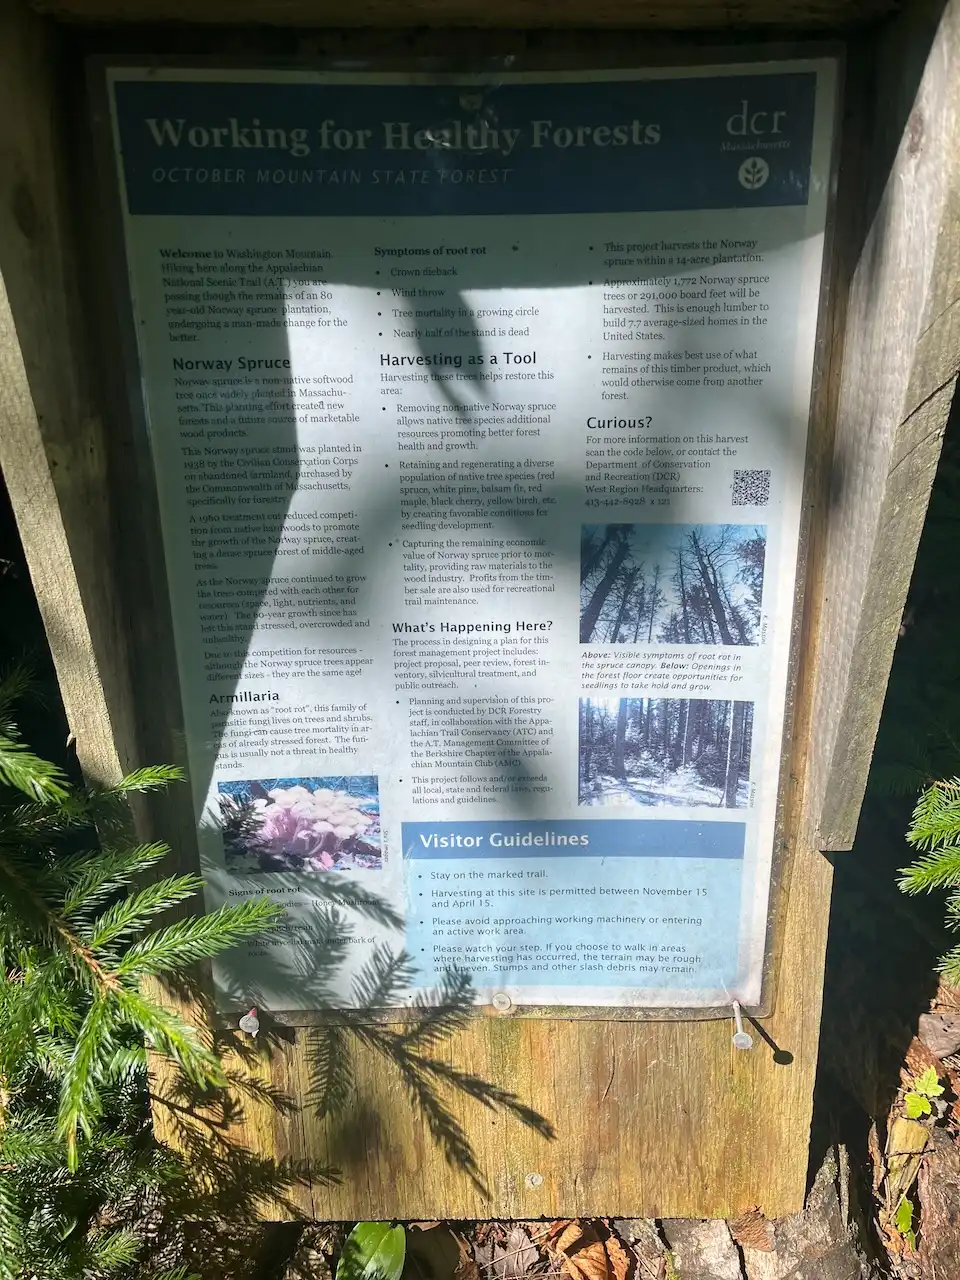 Working for Healthy Forests
OCTOBER MOUNTAIN STATE FOREST
dcr
Massachusetts
Welcome to Washington Mountain.
Hiking here along the Appalachian
National Scenic Trail (A.T.) you are
passing though the remains of an 80
year-old Norway spruce plantation,
undergoing a man-made change for the
better.
Norway Spruce
Norway spruce is a non-native softwood
tree once widely planted in Massachu-
setts. This planting effort created new
forests and a future source of marketable
wood products.
This Norway spruce stand was planted in
1938 by the Civilian Conservation Corps
on abandoned farmland, purchased by
the Commonwealth of Massachusetts,
specifically for forestry.
A 1960 treatment cut reduced competi-
tion from native hardwoods to promote
the growth of the Norway spruce, creat-
ing a dense spruce forest of middle-aged
trees.
As the Norway spruce continued to grow
the trees competed with each other for
resources (space, light, nutrients, and
water). The 60-year growth since has
left this stand stressed, overcrowded and
unhealthy.
Due to this competition for resources -
although the Norway spruce trees appear
different sizes - they are the same age!
Armillaria
Also known as "root rot", this family of
parasitic fungi lives on trees and shrubs.
The fungi can cause tree mortality in ar-
eas of already stressed forest. The fun-
gus is usually not a threat in healthy
stands.
Signs of root rot
bodies – Honey Mushroom
White mycelial mat under bark of
Symptoms of root rot
• Crown dieback
• Wind throw
• Tree mortality in a growing circle
• Nearly half of the stand is dead
Harvesting as a Tool
Harvesting these trees helps restore this
area:
• Removing non-native Norway spruce
allows native tree species additional
resources promoting better forest
health and growth.
• Retaining and regenerating a diverse
population of native tree species (red
spruce, white pine, balsam fir, red
maple, black cherry, yellow birch, etc.
by creating favorable conditions for
seedling development.
• Capturing the remaining economic
value of Norway spruce prior to mor-
tality, providing raw materials to the
wood industry. Profits from the tim-
ber sale are also used for recreational
trail maintenance.
What's Happening Here?
The process in designing a plan for this
forest management project includes:
project proposal, peer review, forest in-
ventory, silvicultural treatment, and
public outreach.
• Planning and supervision of this pro-
ject is conducted by DCR Forestry
staff, in collaboration with the Appa-
lachian Trail Conservancy (ATC) and
the A.T. Management Committee of
the Berkshire Chapter of the Appala-
chian Mountain Club (AMC)
• This project follows and/or exceeds
all local, state and federal laws, regu-
lations and guidelines.
• This project harvests the Norway
spruce within a 14-acre plantation.
• Approximately 1,772 Norway spruce
trees or 291,000 board feet will be
harvested. This is enough lumber to
build 7.7 average-sized homes in the
United States.
• Harvesting makes best use of what
remains of this timber product, which
would otherwise come from another
forest.
Curious?
For more information on this harvest
scan the code below, or contact the
Department of Conservation
and Recreation (DCR)
West Region Headquarters:
413-442-8928 x 121
Above: Visible symptoms of root rot in
the spruce canopy. Below: Openings in
the forest floor create opportunities for
seedlings to take hold and grow.
Visitor Guidelines
• Stay on the marked trail.
• Harvesting at this site is permitted between November 15
and April 15.
• Please avoid approaching working machinery or entering
an active work area.
• Please watch your step. If you choose to walk in areas
where harvesting has occurred, the terrain may be rough
and uneven. Stumps and other slash debris may remain.